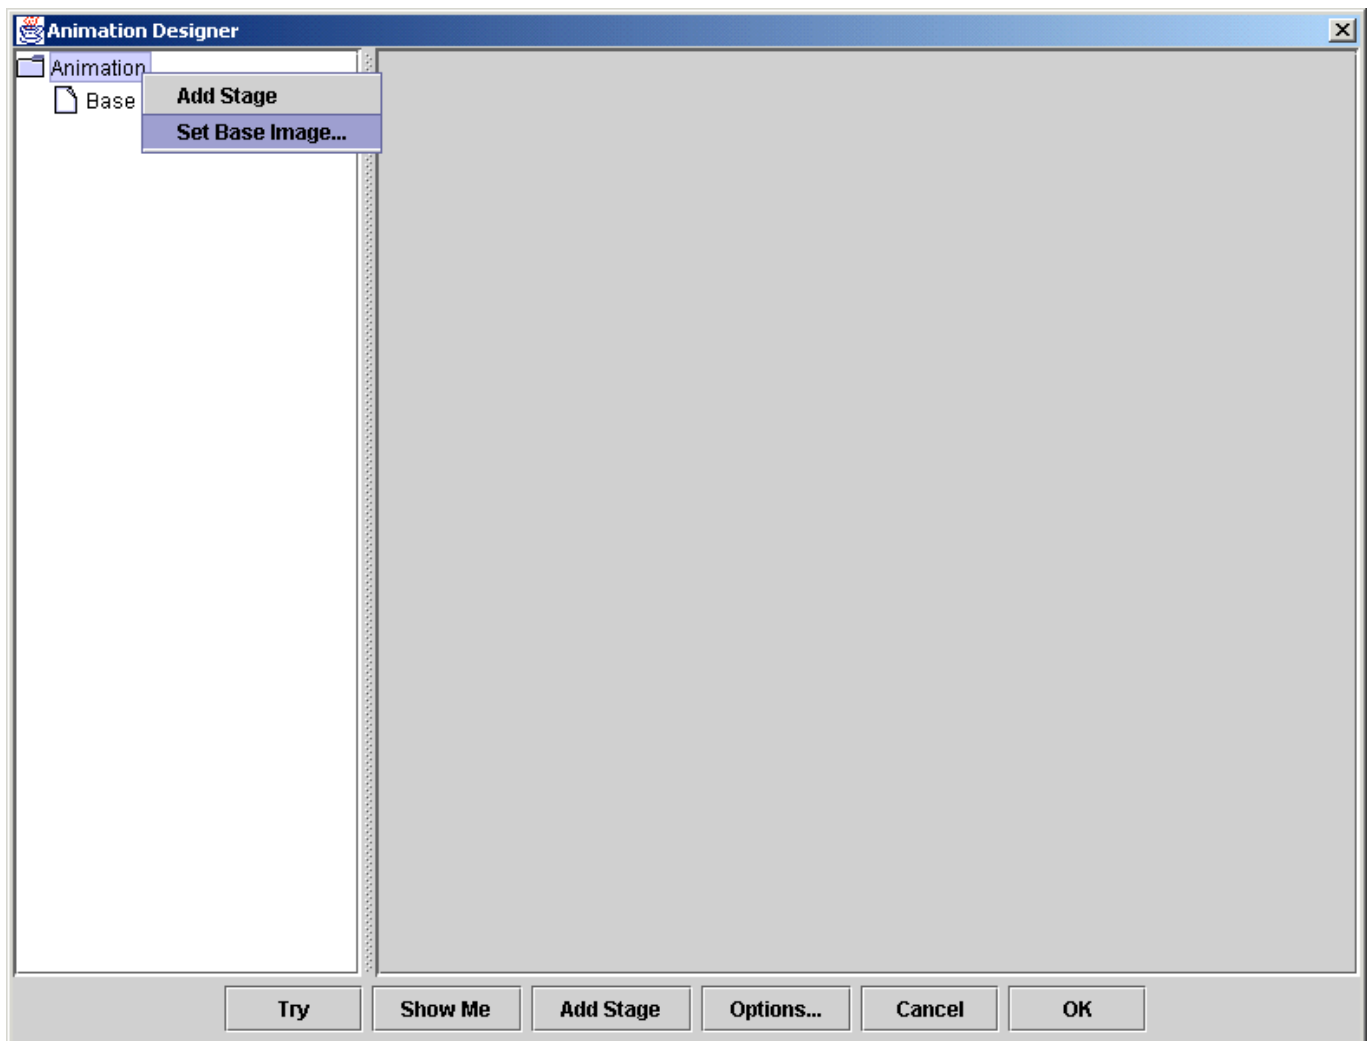 Animation Designer
Animation
Base
Add Stage
Set Base Image...
Try
Show Me
Add Stage
Options...
Cancel
OK